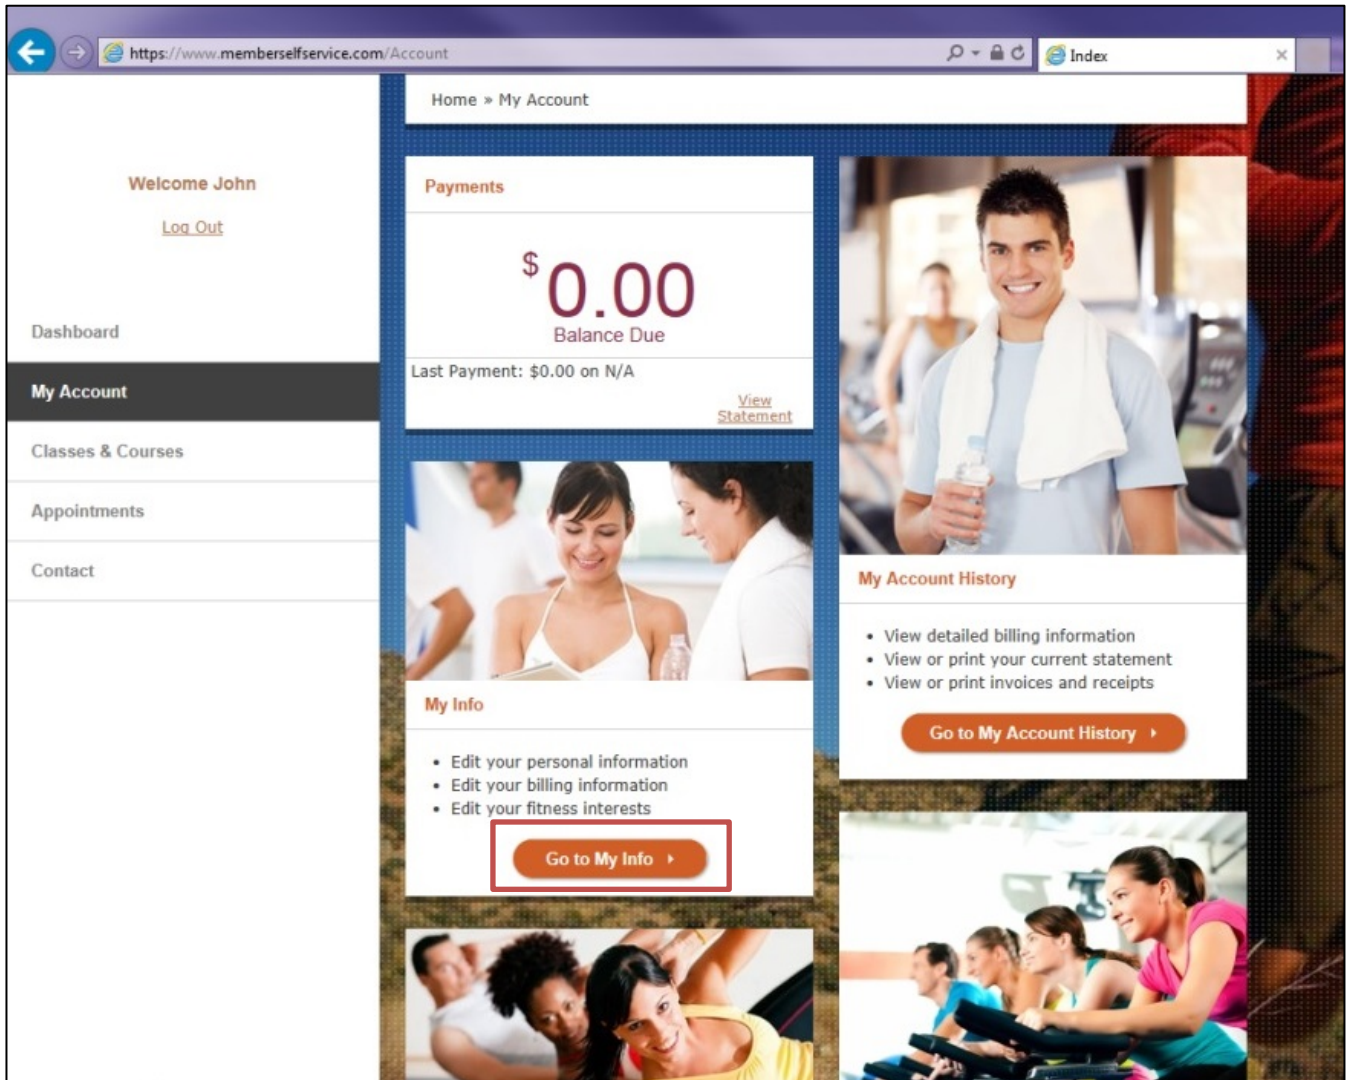 https://www.memberselfservice.com/Account
Index
Home » My Account
Welcome John
Log Out
Dashboard
My Account
Classes & Courses
Appointments
Contact
Payments
$0.00
Balance Due
Last Payment: $0.00 on N/A
View
Statement
My Info
• Edit your personal information
• Edit your billing information
• Edit your fitness interests
Go to My Info
My Account History
• View detailed billing information
• View or print your current statement
• View or print invoices and receipts
Go to My Account History